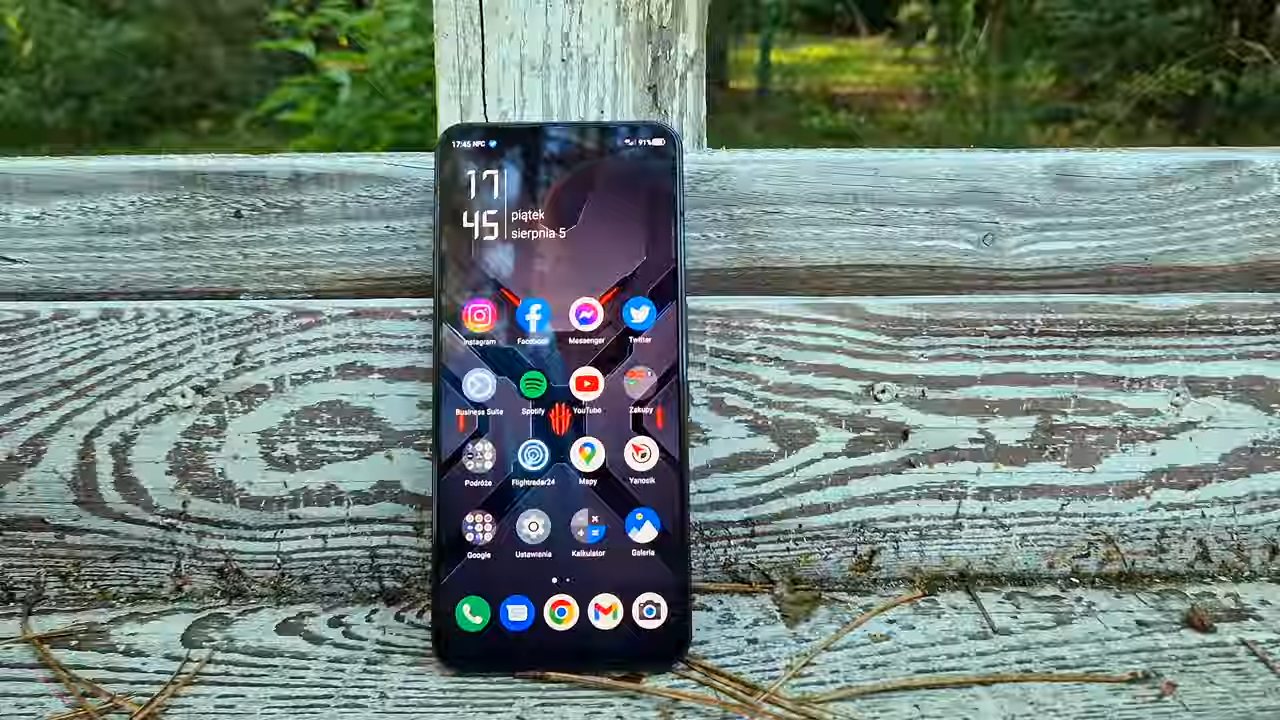 17:45 NFC 91%
17
45
piątek
sierpnia 5
Instagram Facebook Messenger Twitter
Business Suite Spotify YouTube Zakupy
Podróże Flightradar24 Mapy Yanosik
Google Ustawienia Kalkulator Galeria